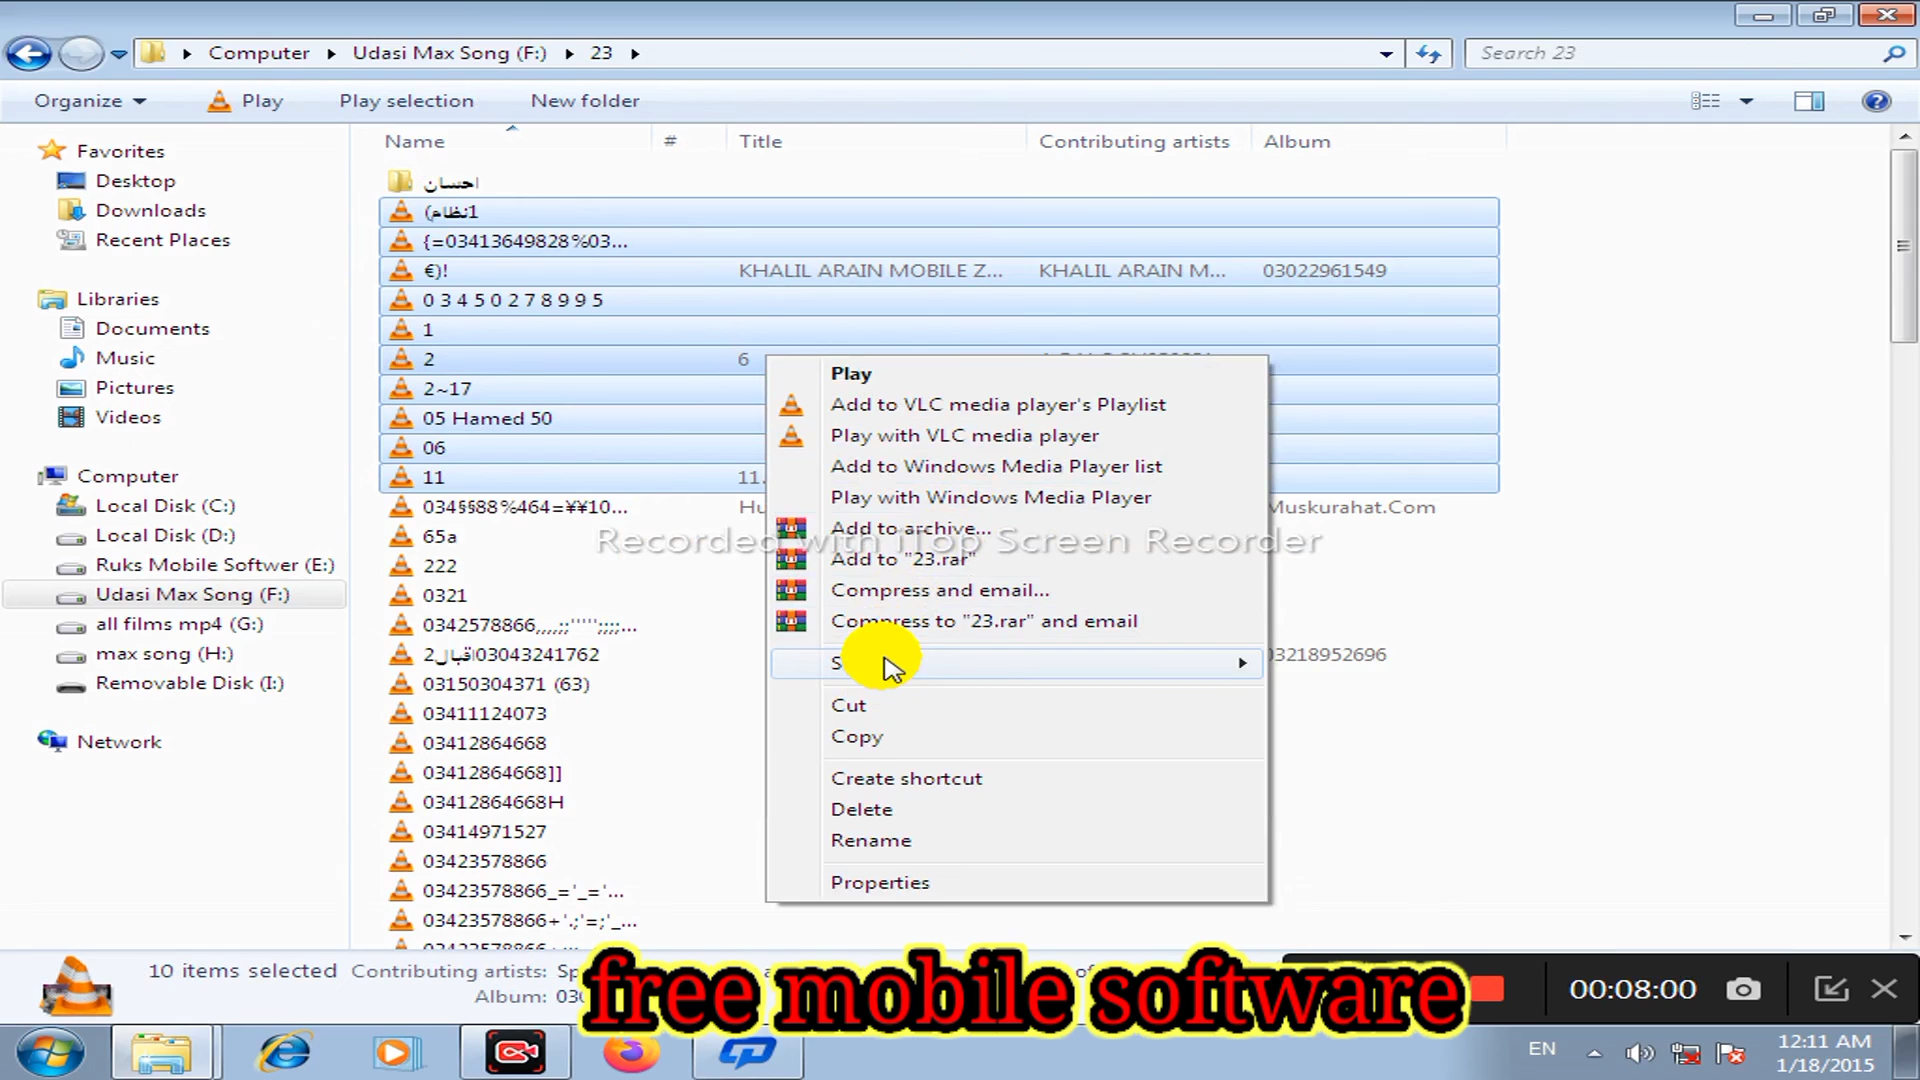 Computer Udasi Max Song (F:) 23 Search 23
Organize Play Play selection New folder
Name # Title Contributing artists Album
Favorites
Desktop
Downloads
Recent Places
Libraries
Documents
Music
Pictures
Videos
Computer
Local Disk (C:)
Local Disk (D:)
Ruks Mobile Softwer (E:)
Udasi Max Song (F:)
all films mp4 (G:)
max song (H:)
Removable Disk (I:)
Network
احسان
(نظام1
{=03413649828%03...
€)! KHALIL ARAIN MOBILE Z... KHALIL ARAIN M... 03022961549
0 3 4 5 0 2 7 8 9 9 5
1
2 6
2~17
05 Hamed 50
06
11 11.
034§§88%464=¥¥10... Hu Muskurahat.Com
65a
222
0321
0342578866,,,,;;''''';;;;...
2اقبال03043241762 03218952696
03150304371 (63)
03411124073
03412864668
03412864668]]
03412864668H
03414971527
03423578866
03423578866_='_='...
03423578866+'.;'=;'_...
Play
Add to VLC media player's Playlist
Play with VLC media player
Add to Windows Media Player list
Play with Windows Media Player
Add to archive...
Add to "23.rar"
Compress and email...
Compress to "23.rar" and email
Cut
Copy
Create shortcut
Delete
Rename
Properties
Recorded with iTop Screen Recorder
10 items selected Contributing artists: Sp
Album:
free mobile software
00:08:00
EN 12:11 AM
1/18/2015